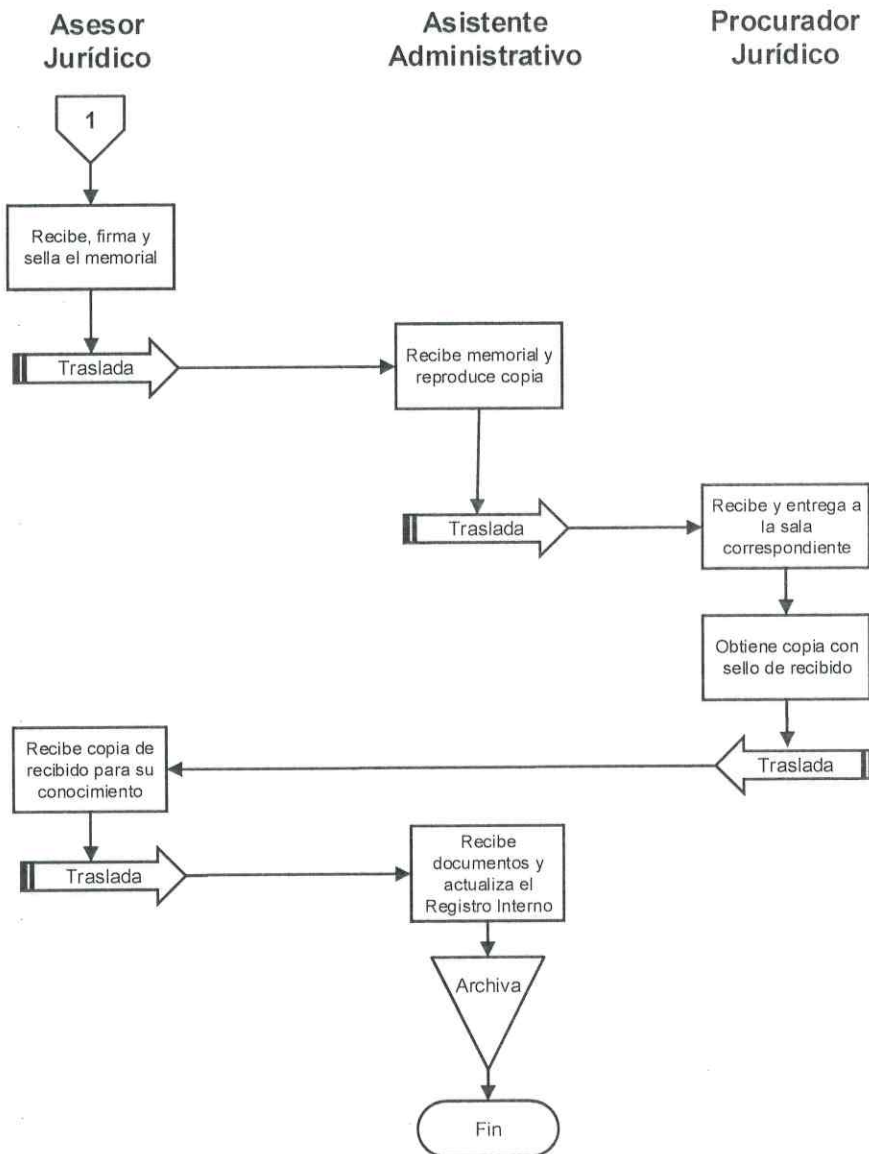 Asesor
Jurídico
Asistente
Administrativo
Procurador
Jurídico
1
Recibe, firma y
sella el memorial
Traslada
Recibe memorial y
reproduce copia
Traslada
Recibe y entrega a
la sala
correspondiente
Obtiene copia con
sello de recibido
Traslada
Recibe copia de
recibido para su
conocimiento
Traslada
Recibe
documentos y
actualiza el
Registro Interno
Archiva
Fin